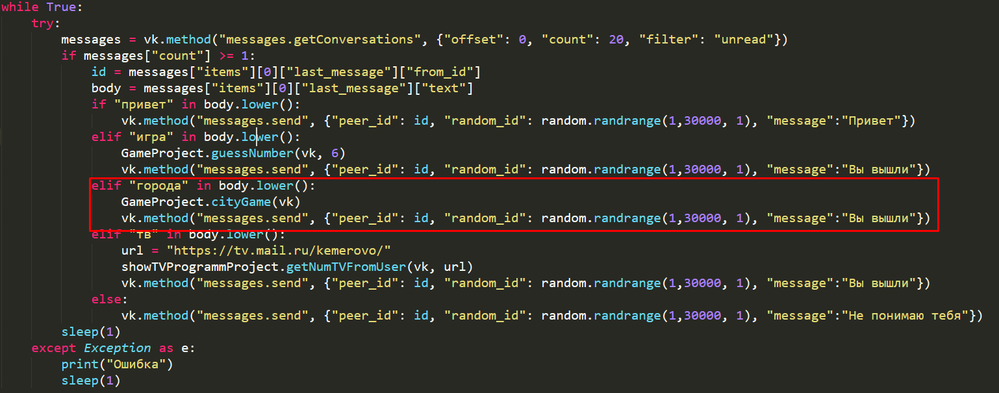 while True:
    try:
        messages = vk.method("messages.getConversations", {"offset": 0, "count": 20, "filter": "unread"})
        if messages["count"] >= 1:
            id = messages["items"][0]["last_message"]["from_id"]
            body = messages["items"][0]["last_message"]["text"]
            if "привет" in body.lower():
                vk.method("messages.send", {"peer_id": id, "random_id": random.randrange(1,30000, 1), "message":"Привет"})
            elif "игра" in body.lower():
                GameProject.guessNumber(vk, 6)
                vk.method("messages.send", {"peer_id": id, "random_id": random.randrange(1,30000, 1), "message":"Вы вышли"})
            elif "города" in body.lower():
                GameProject.cityGame(vk)
                vk.method("messages.send", {"peer_id": id, "random_id": random.randrange(1,30000, 1), "message":"Вы вышли"})
            elif "тв" in body.lower():
                url = "https://tv.mail.ru/kemerovo/"
                showTVProgrammProject.getNumTVFromUser(vk, url)
                vk.method("messages.send", {"peer_id": id, "random_id": random.randrange(1,30000, 1), "message":"Вы вышли"})
            else:
                vk.method("messages.send", {"peer_id": id, "random_id": random.randrange(1,30000, 1), "message":"Не понимаю тебя"})
        sleep(1)
    except Exception as e:
        print("Ошибка")
        sleep(1)